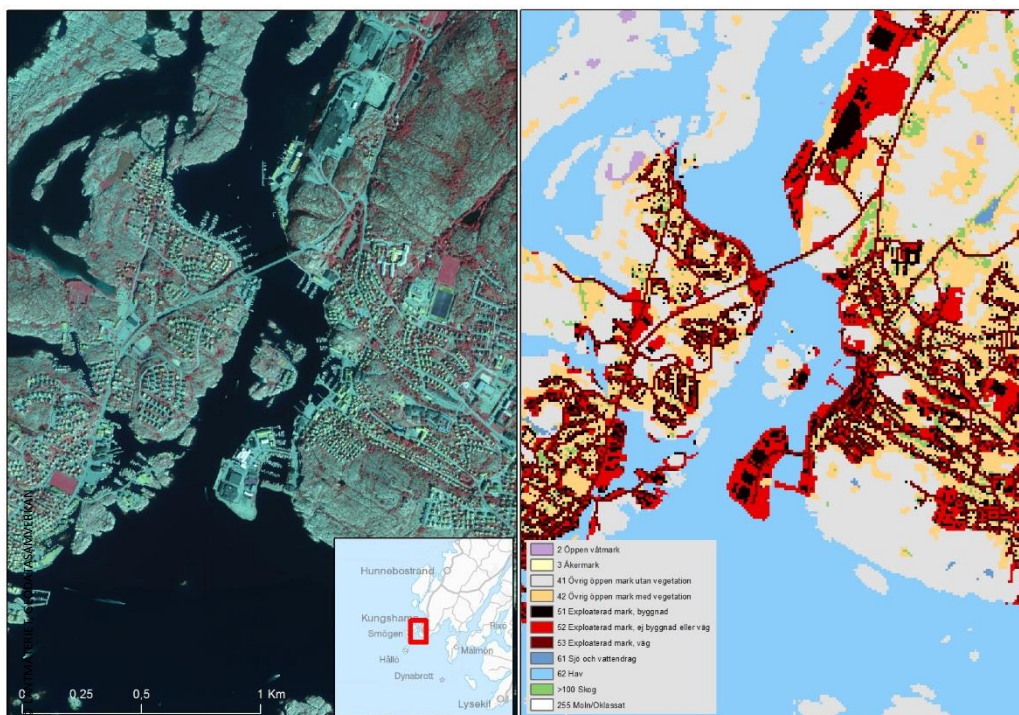 Hunnebostrand
Kungshamn
Smögen
Rixö
Hållö
Malmön
Dynabrott
Lysekil
0 0,25 0,5 1 Km
2 Öppen våtmark
3 Åkermark
41 Övrig öppen mark utan vegetation
42 Övrig öppen mark med vegetation
51 Exploaterad mark, byggnad
52 Exploaterad mark, ej byggnad eller väg
53 Exploaterad mark, väg
61 Sjö och vattendrag
62 Hav
>100 Skog
255 Moln/Oklassat